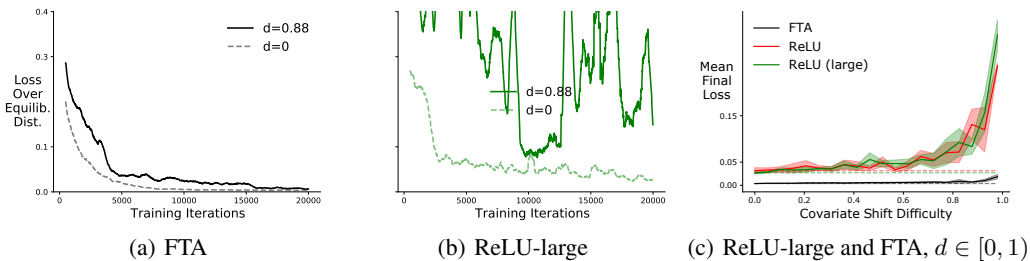 0.4
0.3
Loss
Over
Equilib.
Dist.
0.1
0.0
0
5000
10000
15000
20000
Training Iterations
d=0.88
d=0
(a) FTA
0
5000
10000
15000
20000
Training Iterations
d=0.88
d=0
(b) ReLU-large
Mean
Final
Loss
0.15
0.05
0.00
0.0
0.2
0.4
0.6
0.8
1.0
Covariate Shift Difficulty
FTA
ReLU
ReLU (large)
(c) ReLU-large and FTA, d ∈ [0, 1)